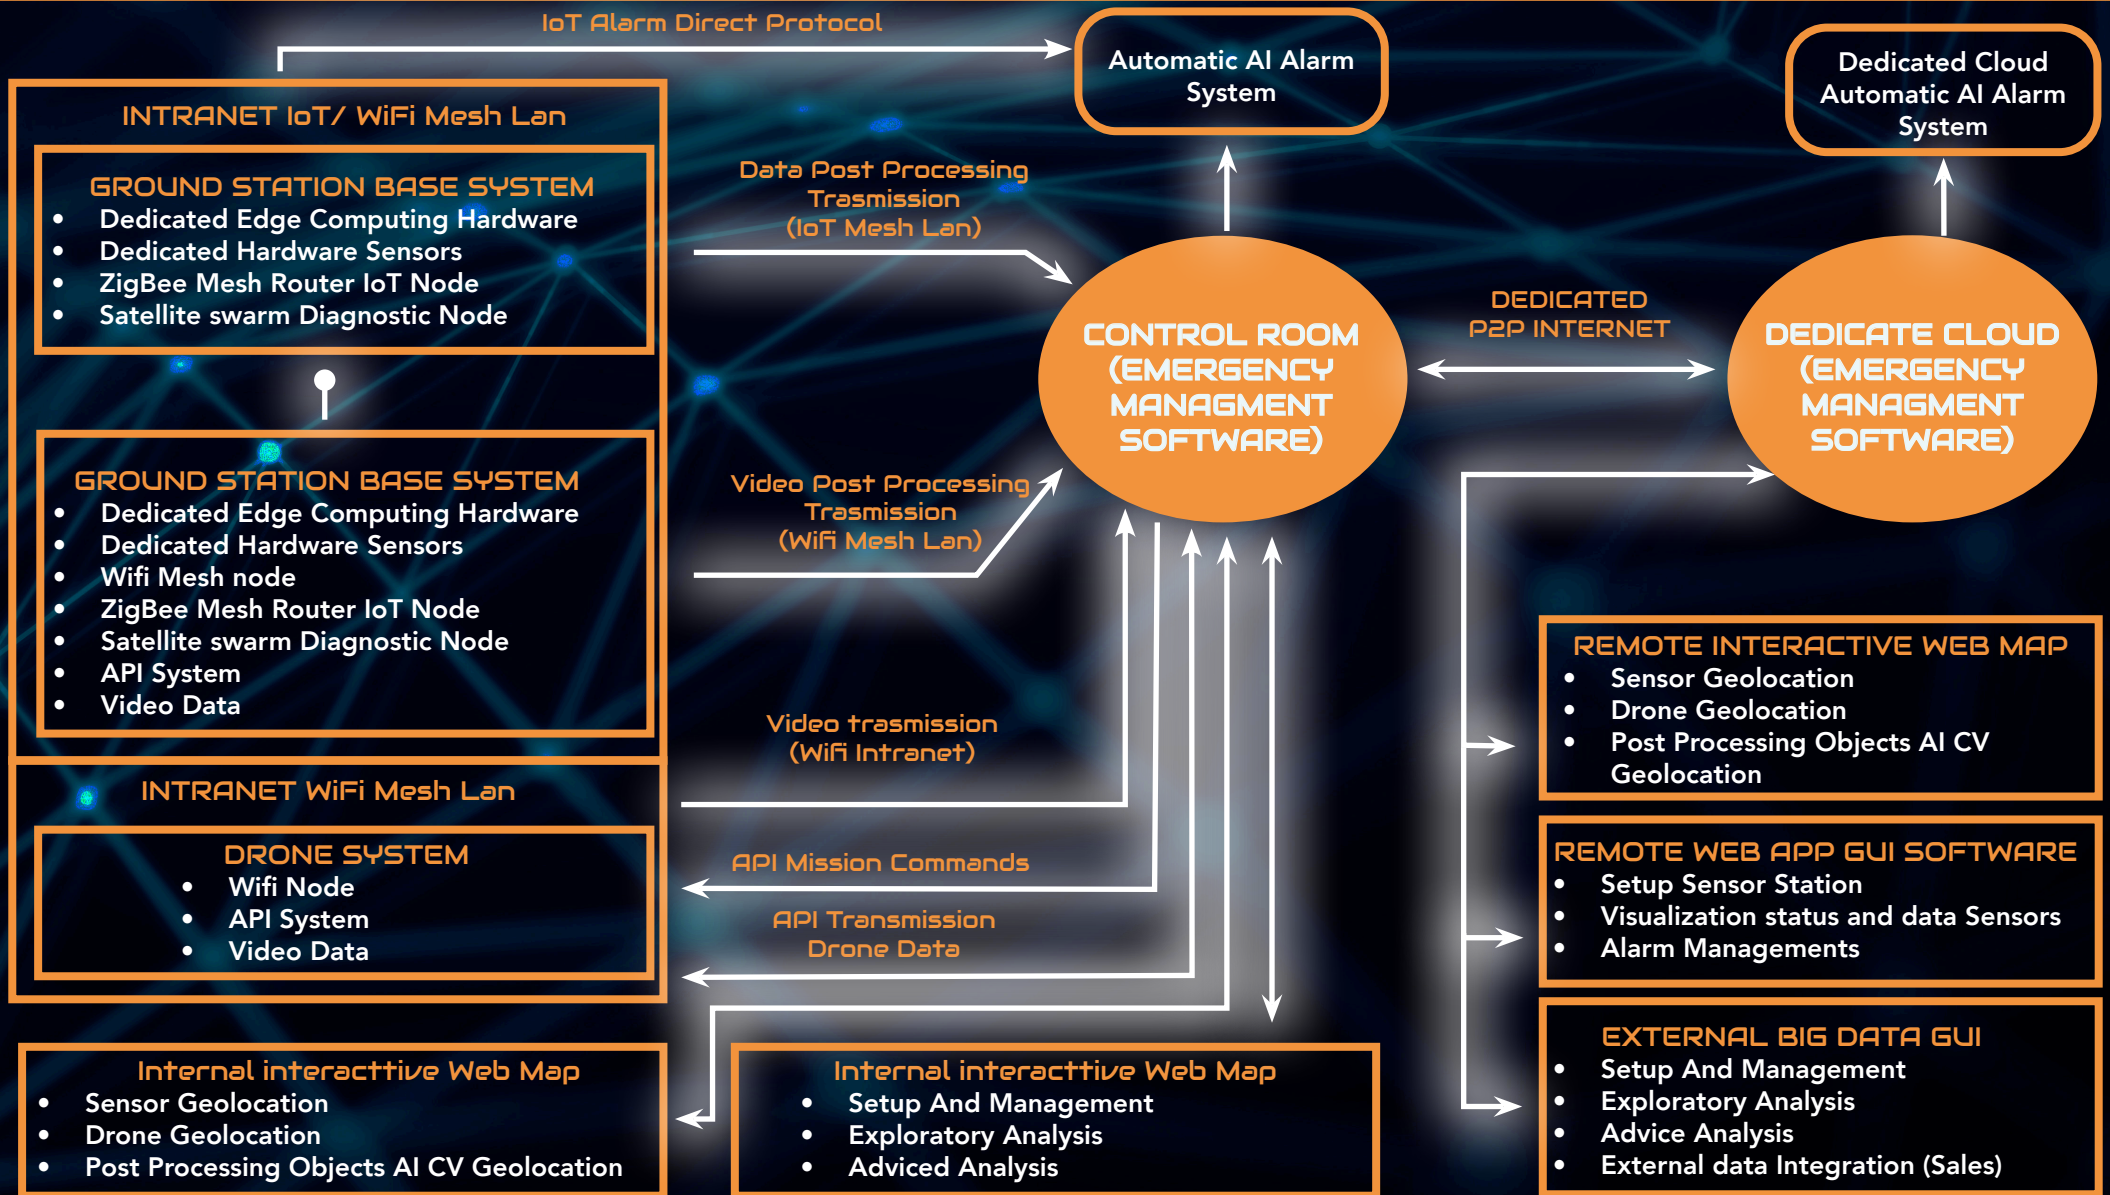 IoT Alarm Direct Protocol
Automatic AI Alarm
System
Dedicated Cloud
Automatic AI Alarm
System
INTRANET IoT/ WiFi Mesh Lan
GROUND STATION BASE SYSTEM
• Dedicated Edge Computing Hardware
• Dedicated Hardware Sensors
• ZigBee Mesh Router IoT Node
• Satellite swarm Diagnostic Node
Data Post Processing
Trasmission
(IoT Mesh Lan)
CONTROL ROOM
(EMERGENCY
MANAGMENT
SOFTWARE)
DEDICATED
P2P INTERNET
DEDICATE CLOUD
(EMERGENCY
MANAGMENT
SOFTWARE)
GROUND STATION BASE SYSTEM
• Dedicated Edge Computing Hardware
• Dedicated Hardware Sensors
• Wifi Mesh node
• ZigBee Mesh Router IoT Node
• Satellite swarm Diagnostic Node
• API System
• Video Data
Video Post Processing
Trasmission
(Wifi Mesh Lan)
Video trasmission
(Wifi Intranet)
INTRANET WiFi Mesh Lan
DRONE SYSTEM
• Wifi Node
• API System
• Video Data
API Mission Commands
API Transmission
Drone Data
REMOTE INTERACTIVE WEB MAP
• Sensor Geolocation
• Drone Geolocation
• Post Processing Objects AI CV
Geolocation
REMOTE WEB APP GUI SOFTWARE
• Setup Sensor Station
• Visualization status and data Sensors
• Alarm Managements
EXTERNAL BIG DATA GUI
• Setup And Management
• Exploratory Analysis
• Advice Analysis
• External data Integration (Sales)
Internal interacttive Web Map
• Sensor Geolocation
• Drone Geolocation
• Post Processing Objects AI CV Geolocation
Internal interacttive Web Map
• Setup And Management
• Exploratory Analysis
• Adviced Analysis